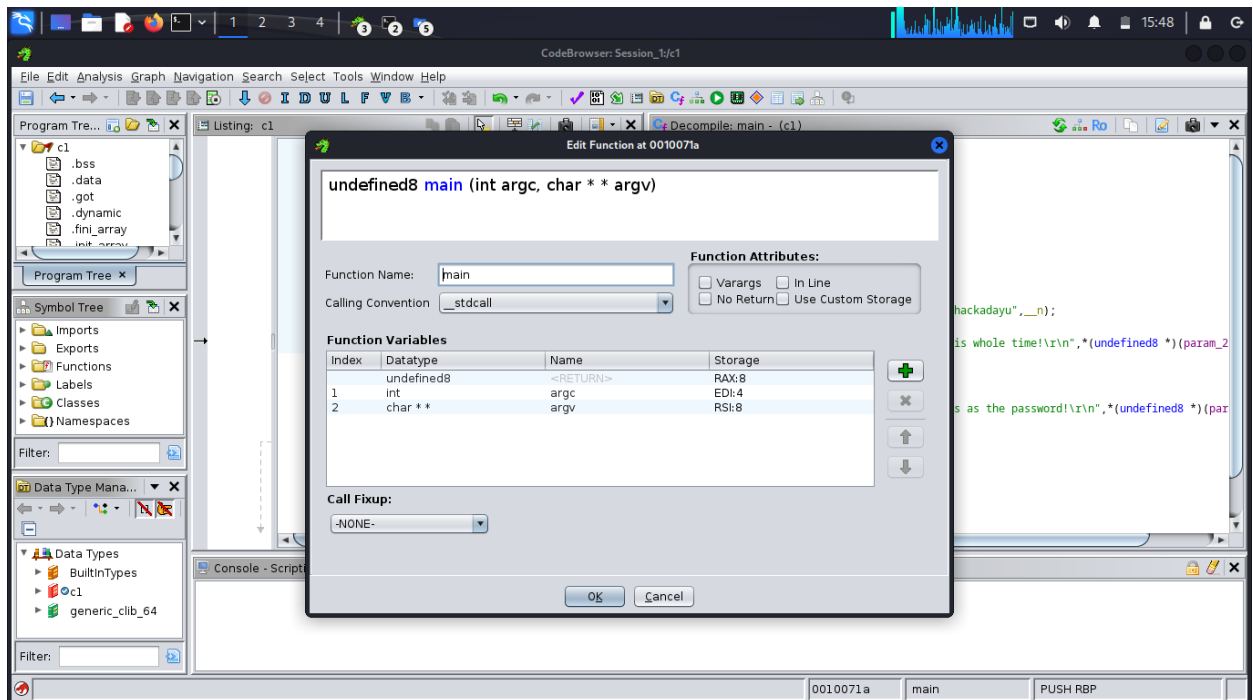 1 2 3 4 3 2 5 15:48 G
CodeBrowser: Session_1:/c1
File Edit Analysis Graph Navigation Search Select Tools Window Help
I D U L F V B
Program Tre...
Listing: c1
Decompile: main - (c1)
Ro
c1
.bss
.data
.got
.dynamic
.fini_array
.init_array
Program Tree
Symbol Tree
Imports
Exports
Functions
Labels
Classes
Namespaces
Filter:
Data Type Mana...
Data Types
BuiltInTypes
c1
generic_clib_64
Filter:
Edit Function at 0010071a
undefined8 main (int argc, char * * argv)
Function Name: main
Calling Convention __stdcall
Function Attributes:
Varargs In Line
No Return Use Custom Storage
Function Variables
Index Datatype Name Storage
undefined8 <RETURN> RAX:8
1 int argc EDI:4
2 char * * argv RSI:8
Call Fixup:
-NONE-
OK Cancel
hackadayu",__n);
is whole time!\r\n",*(undefined8 *)(param_2
s as the password!\r\n",*(undefined8 *)(par
Console - Scripti
0010071a main PUSH RBP